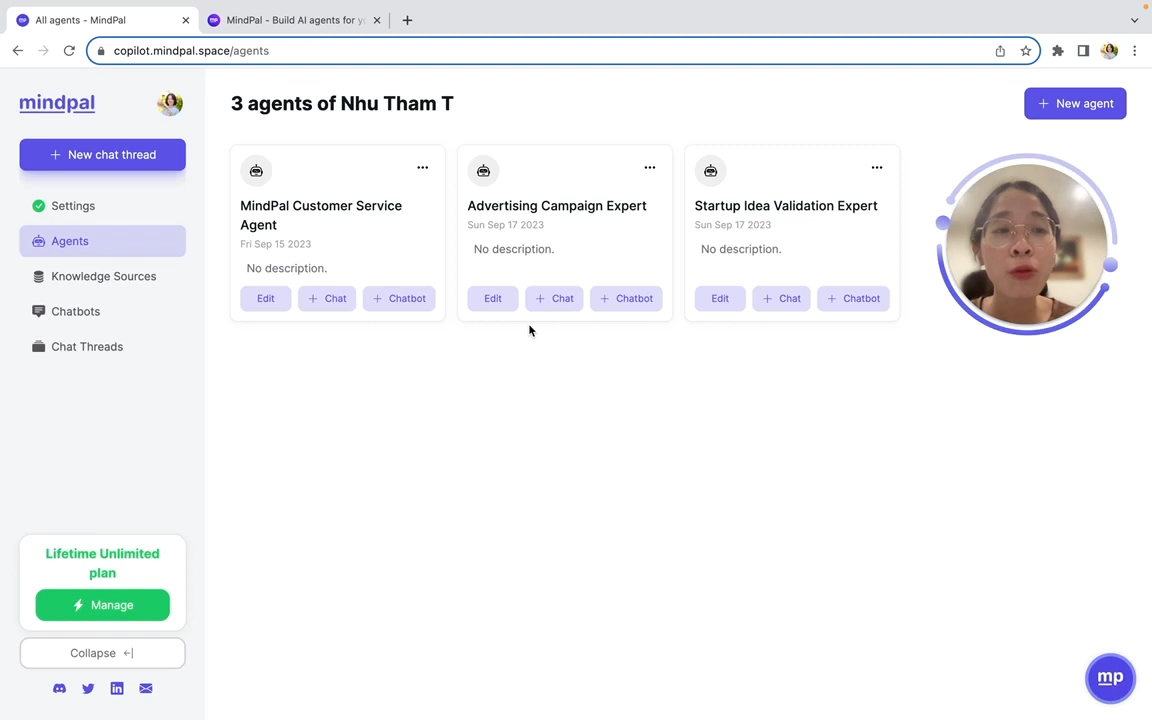 All agents - MindPal
MindPal - Build AI agents for yo
copilot.mindpal.space/agents
mindpal
New chat thread
Settings
Agents
Knowledge Sources
Chatbots
Chat Threads
Lifetime Unlimited
plan
Manage
Collapse
3 agents of Nhu Tham T
New agent
MindPal Customer Service
Agent
Fri Sep 15 2023
No description.
Edit
Chat
Chatbot
Advertising Campaign Expert
Sun Sep 17 2023
No description.
Edit
Chat
Chatbot
Startup Idea Validation Expert
Sun Sep 17 2023
No description.
Edit
Chat
Chatbot
mp